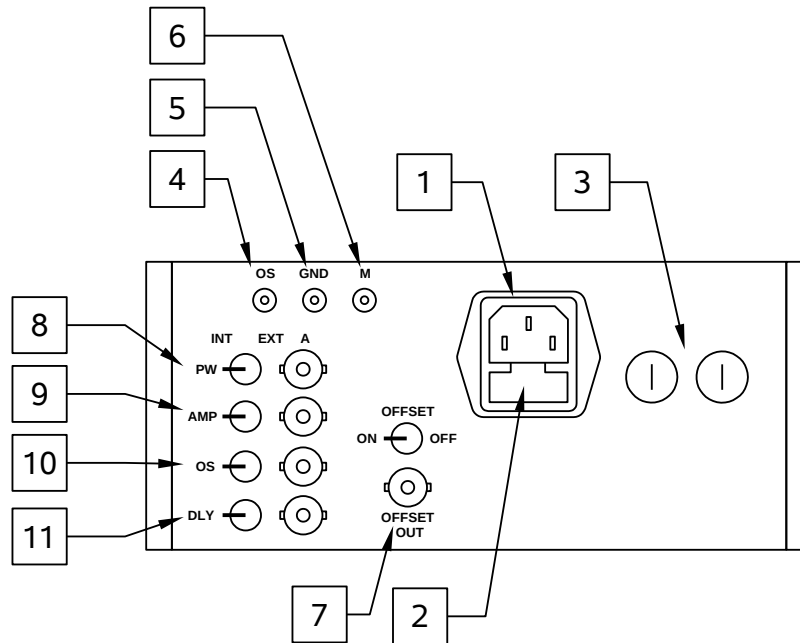 6
5
4
1
3
OS GND M
8
INT EXT A
PW
9
AMP
OFFSET
ON OFF
10
OS
11
DLY
OFFSET
OUT
7
2